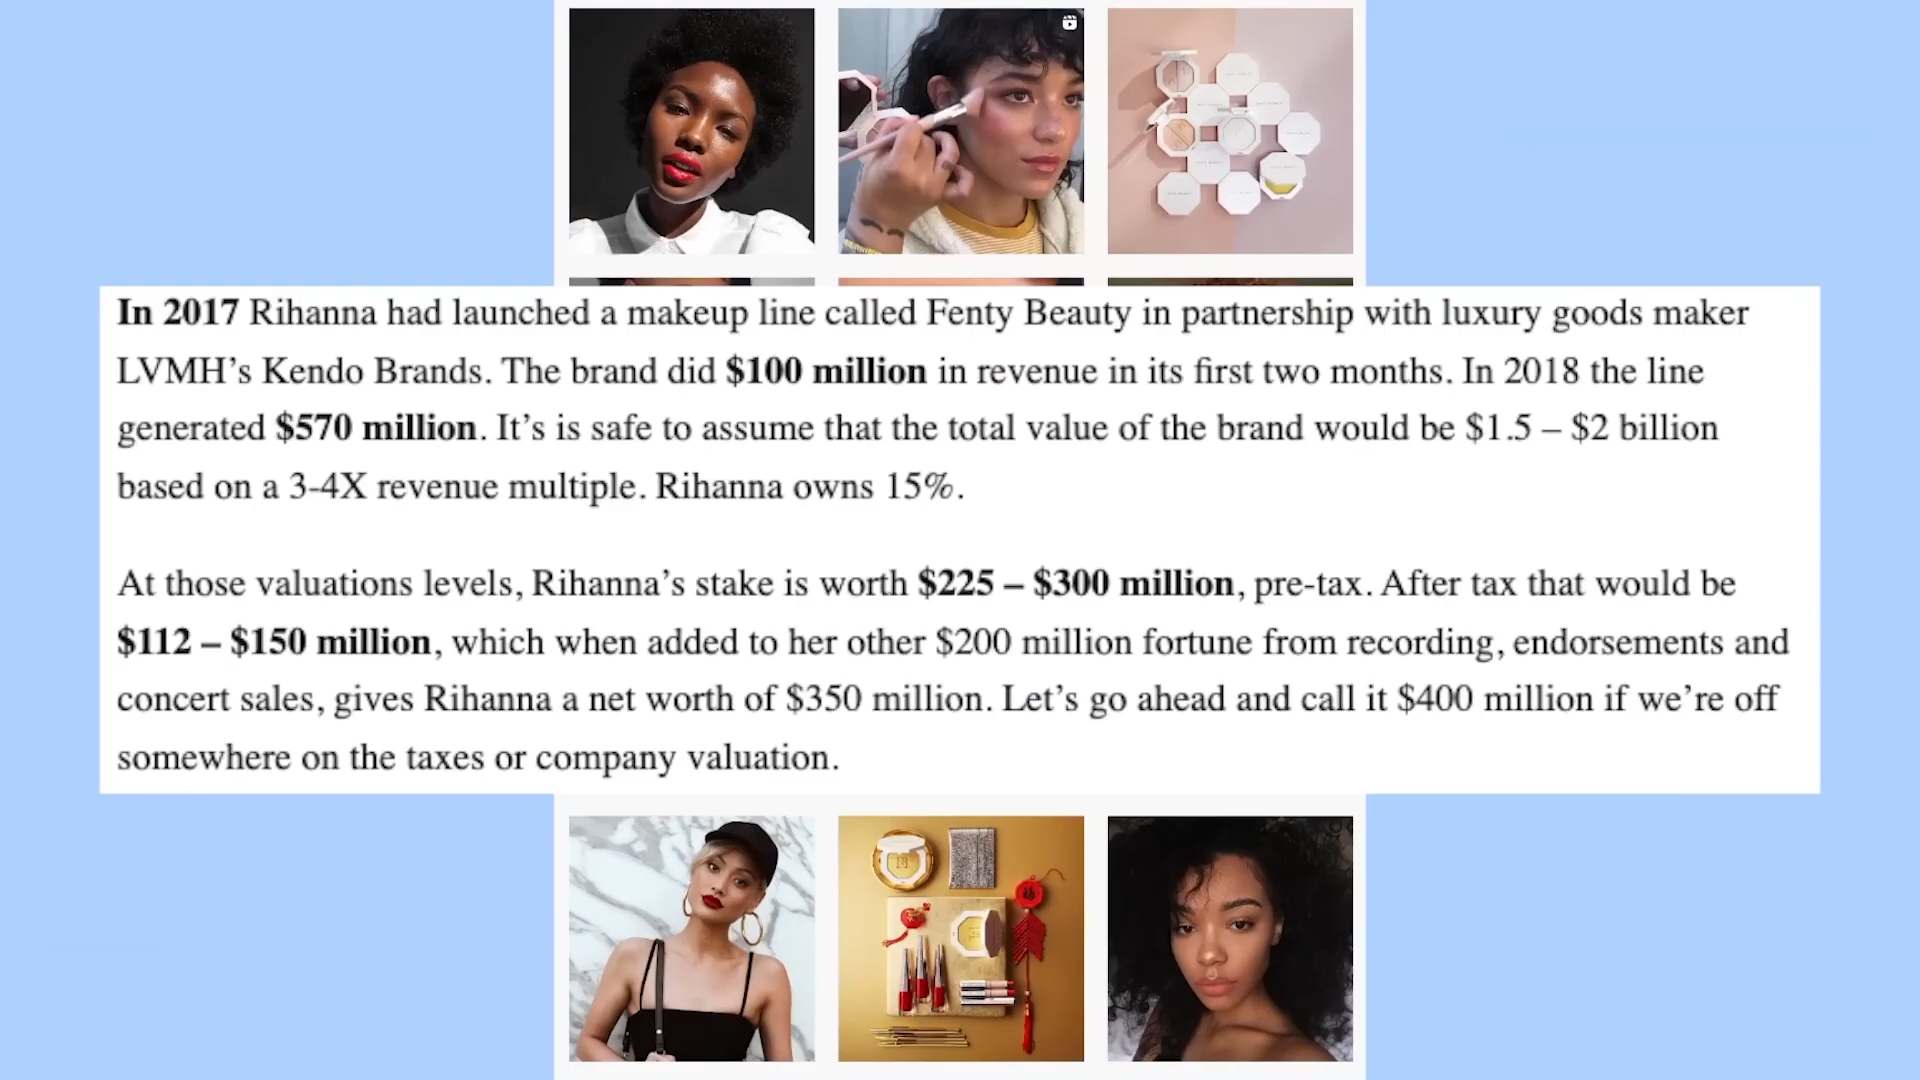 In 2017 Rihanna had launched a makeup line called Fenty Beauty in partnership with luxury goods maker
LVMH’s Kendo Brands. The brand did $100 million in revenue in its first two months. In 2018 the line
generated $570 million. It’s is safe to assume that the total value of the brand would be $1.5 – $2 billion
based on a 3-4X revenue multiple. Rihanna owns 15%.
At those valuations levels, Rihanna’s stake is worth $225 – $300 million, pre-tax. After tax that would be
$112 – $150 million, which when added to her other $200 million fortune from recording, endorsements and
concert sales, gives Rihanna a net worth of $350 million. Let’s go ahead and call it $400 million if we’re off
somewhere on the taxes or company valuation.